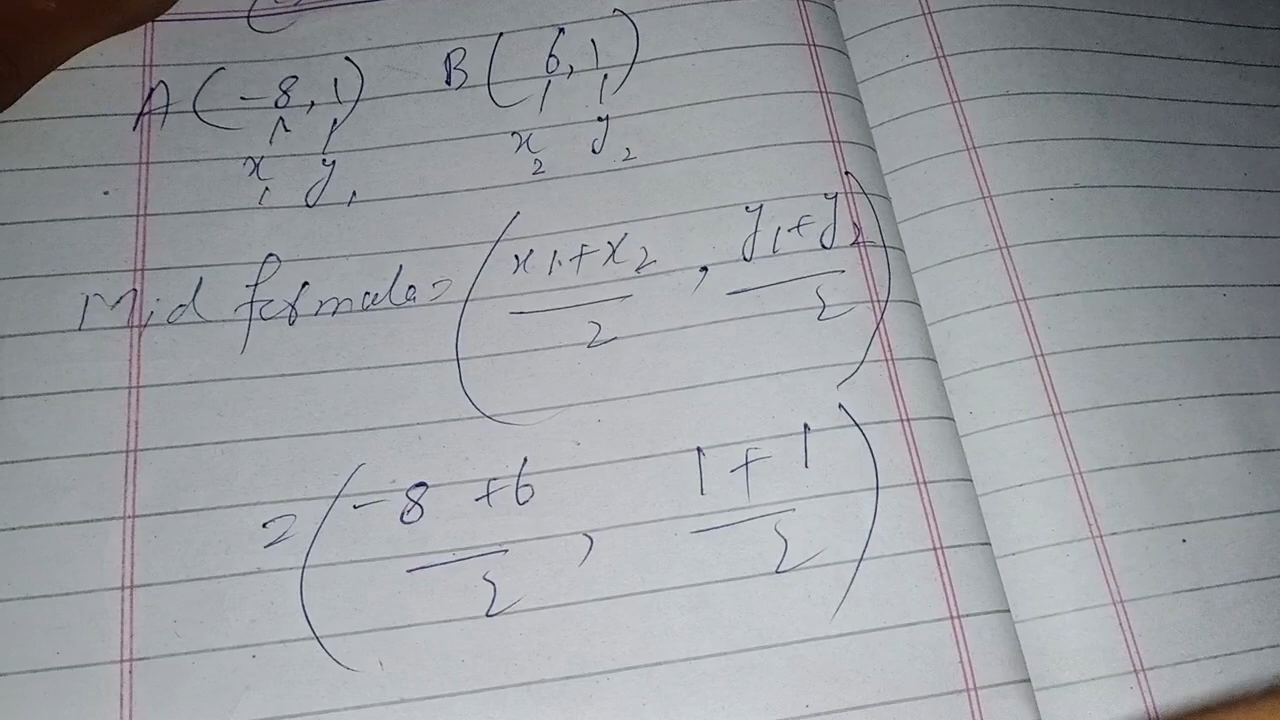 A (-8, 1) B (6, 1)
x₁ y₁ x₂ y₂
Mid formula = (x₁+x₂/2, y₁+y₂/2)
= (-8+6/2, 1+1/2)